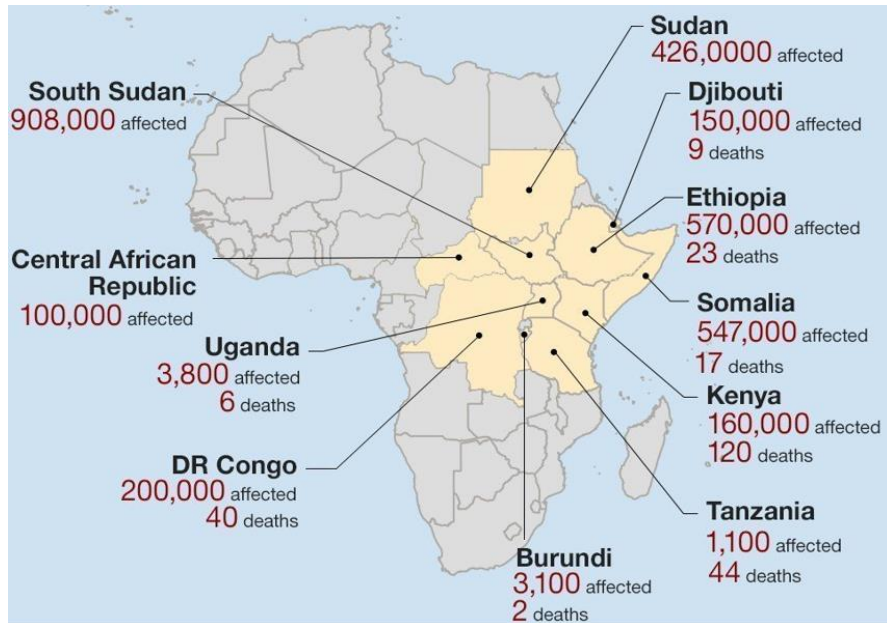 Sudan
426,0000 affected
South Sudan
908,000 affected
Djibouti
150,000 affected
9 deaths
Ethiopia
570,000 affected
23 deaths
Central African
Republic
100,000 affected
Somalia
547,000 affected
17 deaths
Uganda
3,800 affected
6 deaths
Kenya
160,000 affected
120 deaths
DR Congo
200,000 affected
40 deaths
Tanzania
1,100 affected
44 deaths
Burundi
3,100 affected
2 deaths